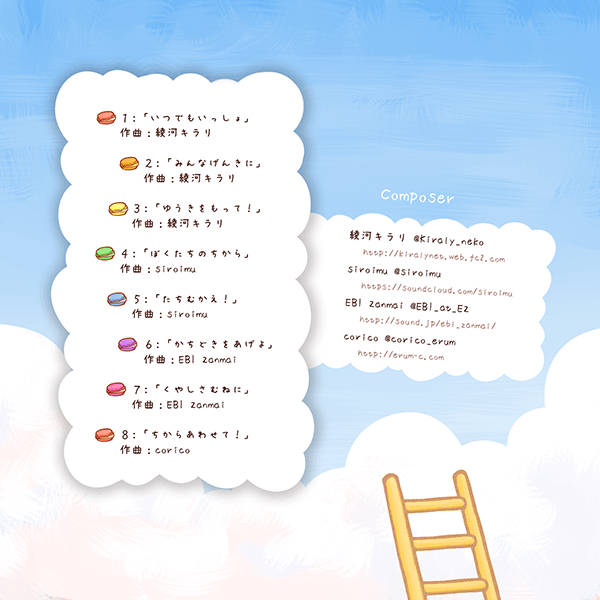 1:「いつでもいっしょ」
作曲:綾河キラリ
2:「みんなげんきに」
作曲:綾河キラリ
3:「ゆうきをもって!」
作曲:綾河キラリ
4:「ぼくたちのちから」
作曲:siroimu
5:「たちむかえ!」
作曲:siroimu
6:「かちどきをあげよ」
作曲:EBI zanmai
7:「くやしさむねに」
作曲:EBI zanmai
8:「ちからあわせて!」
作曲:corico
Composer
綾河キラリ @Kiraly_neko
http://kiralyneo.web.fc2.com
siroimu @siroimu
https://soundcloud.com/siroimu
EBI zanmai @EBI_at_EZ
http://sound.jp/ebi_zanmai/
corico @corico_erum
http://erum-c.com